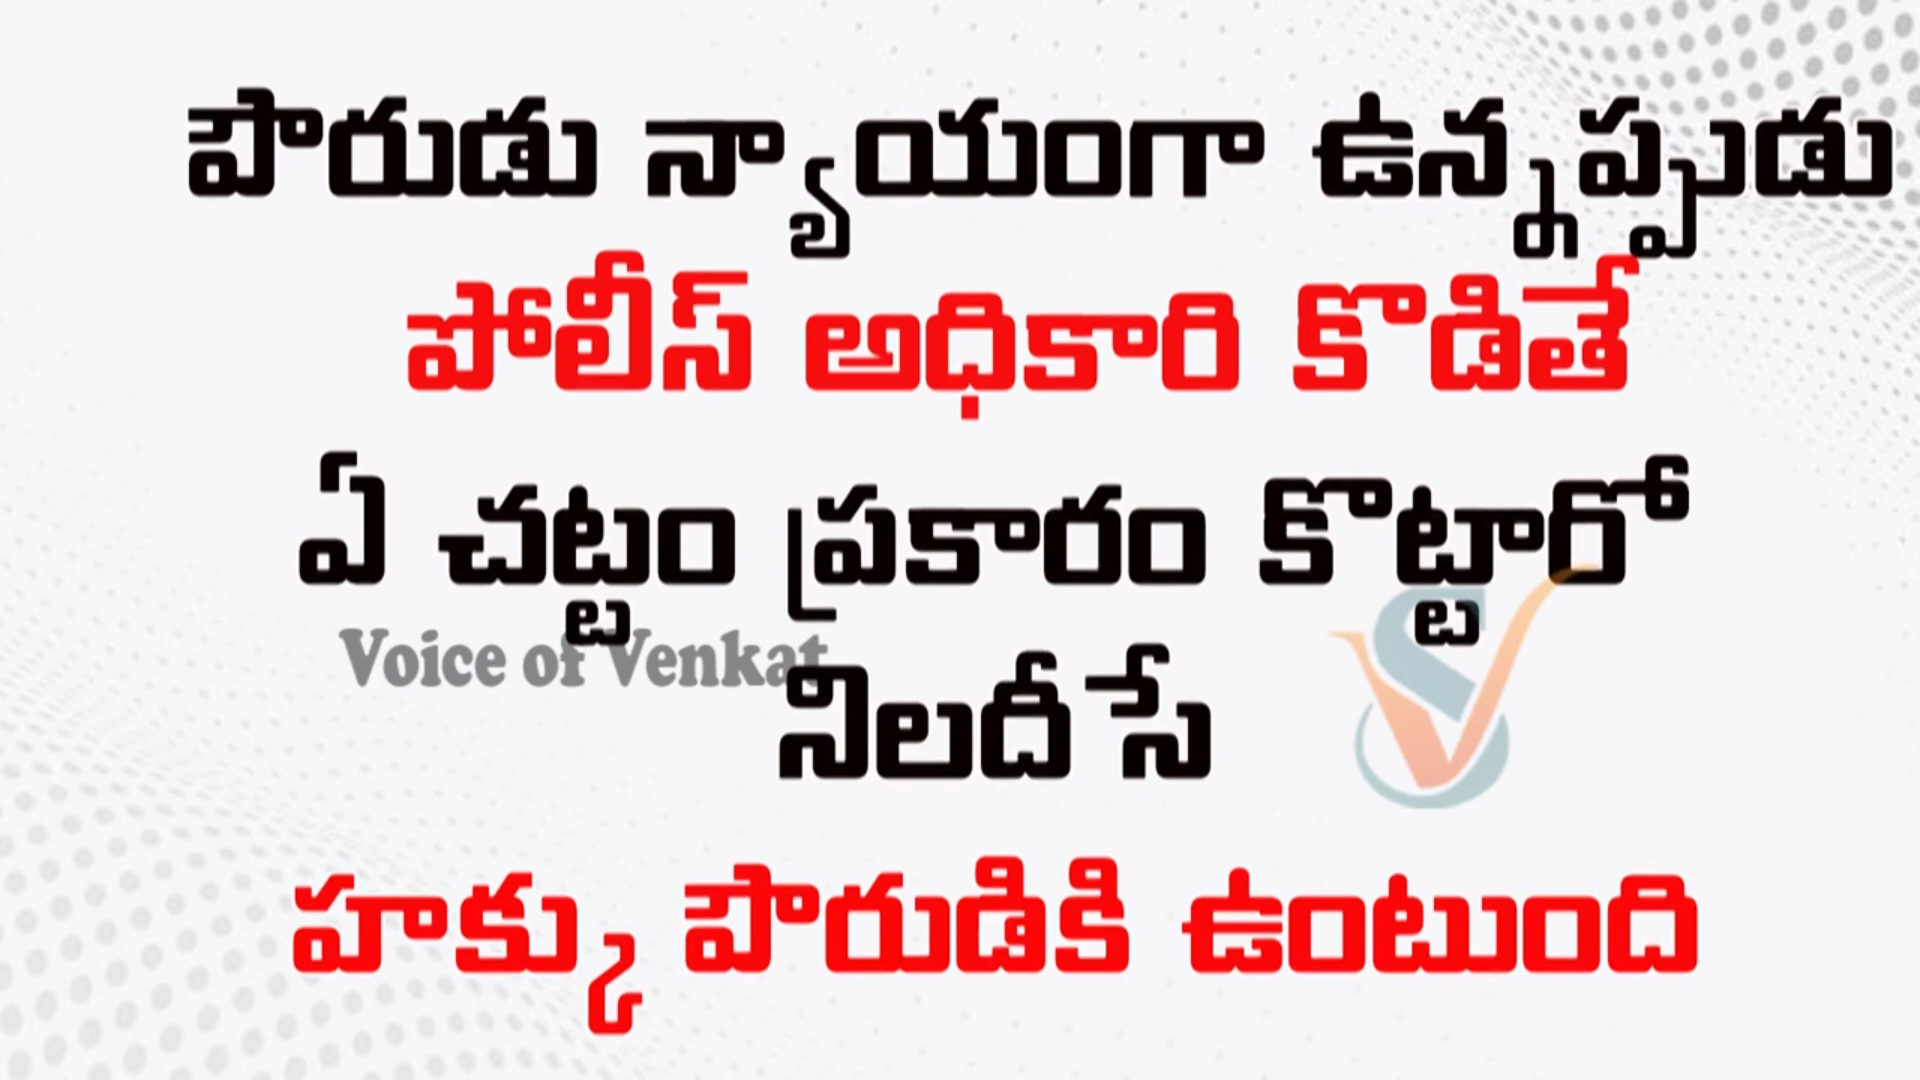 పౌరుడు న్యాయంగా ఉన్నప్పుడు
పోలీస్ అధికారి కొడితే
ఏ చట్టం ప్రకారం కొట్టారో
Voice of Venkat
నిలదీసే
హక్కు పౌరుడికి ఉంటుంది